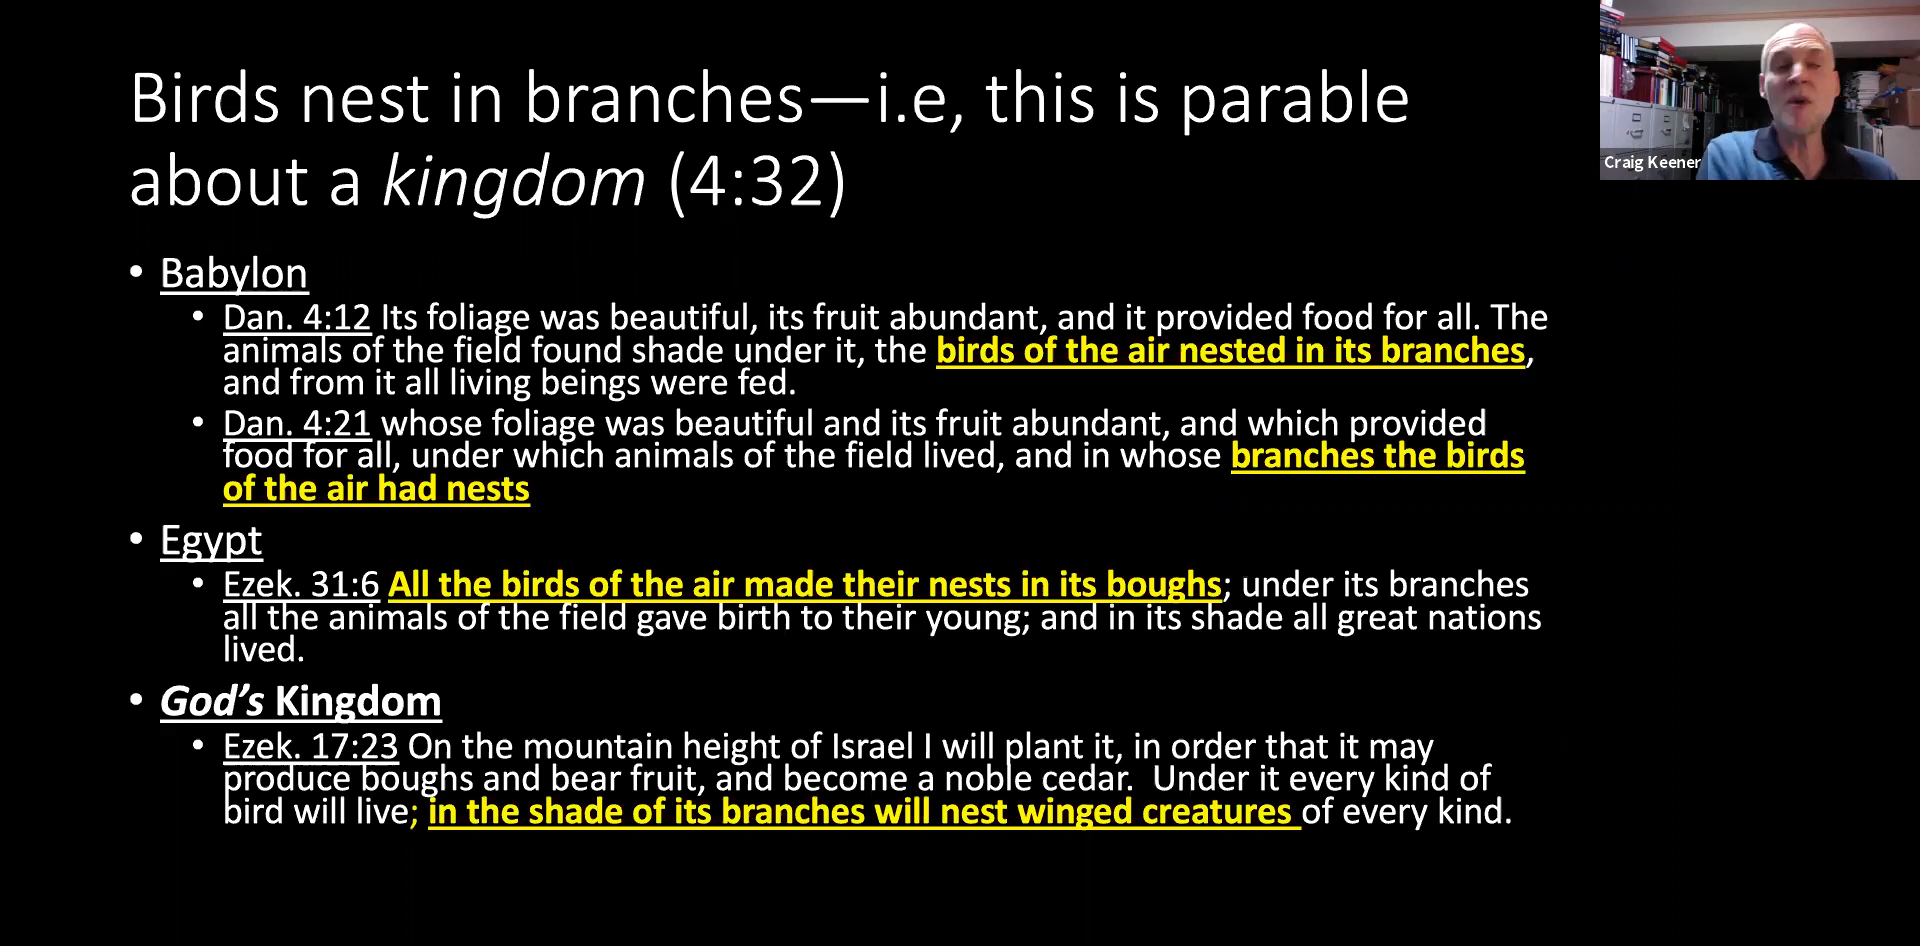 Birds nest in branches—i.e, this is parable
about a kingdom (4:32)
• Babylon
• Dan. 4:12 Its foliage was beautiful, its fruit abundant, and it provided food for all. The
animals of the field found shade under it, the birds of the air nested in its branches,
and from it all living beings were fed.
• Dan. 4:21 whose foliage was beautiful and its fruit abundant, and which provided
food for all, under which animals of the field lived, and in whose branches the birds
of the air had nests
• Egypt
• Ezek. 31:6 All the birds of the air made their nests in its boughs; under its branches
all the animals of the field gave birth to their young; and in its shade all great nations
lived.
• God’s Kingdom
• Ezek. 17:23 On the mountain height of Israel I will plant it, in order that it may
produce boughs and bear fruit, and become a noble cedar.  Under it every kind of
bird will live; in the shade of its branches will nest winged creatures of every kind.
Craig Keener